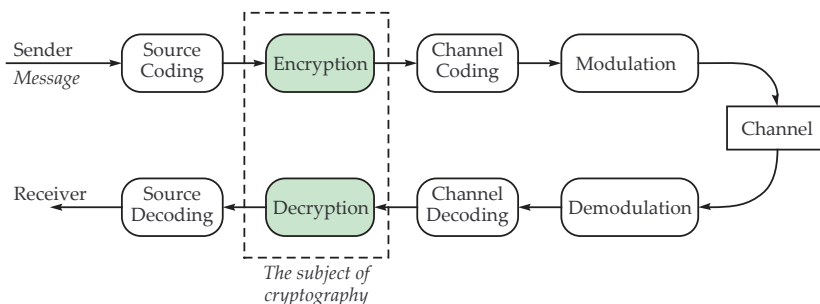 Sender
Message
Source
Coding
Encryption
Channel
Coding
Modulation
Channel
Receiver
Source
Decoding
Decryption
Channel
Decoding
Demodulation
The subject of
cryptography